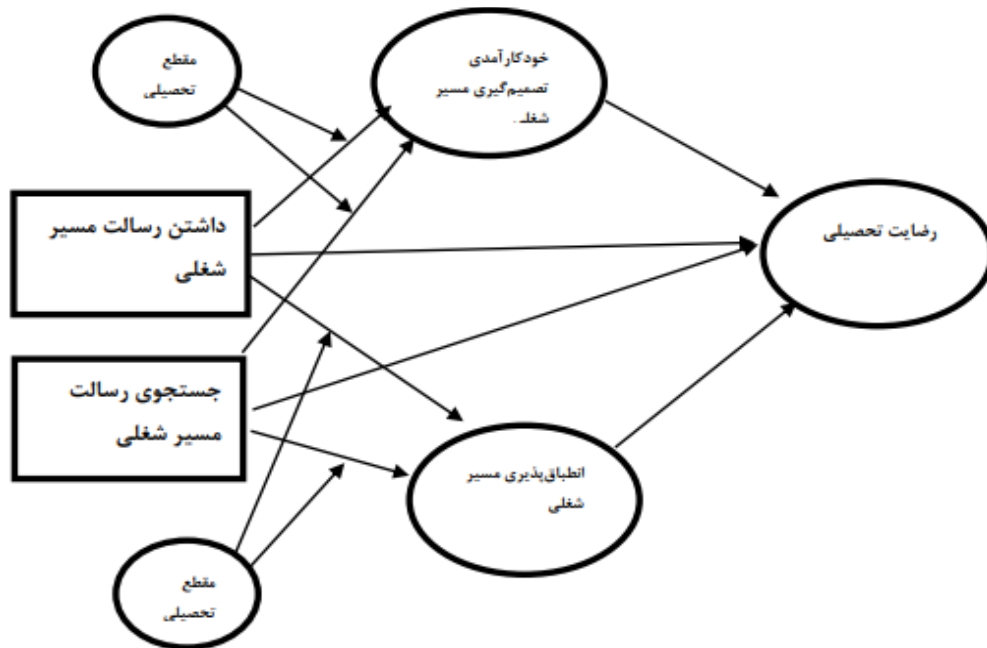 مقطع
تحصیلی
خودکارآمدی
تصمیم‌گیری مسیر
شغلـ .
داشتن رسالت مسیر
شغلی
رضایت تحصیلی
جستجوی رسالت
مسیر شغلی
انطباق‌پذیری مسیر
شغلی
مقطع
تحصیلی